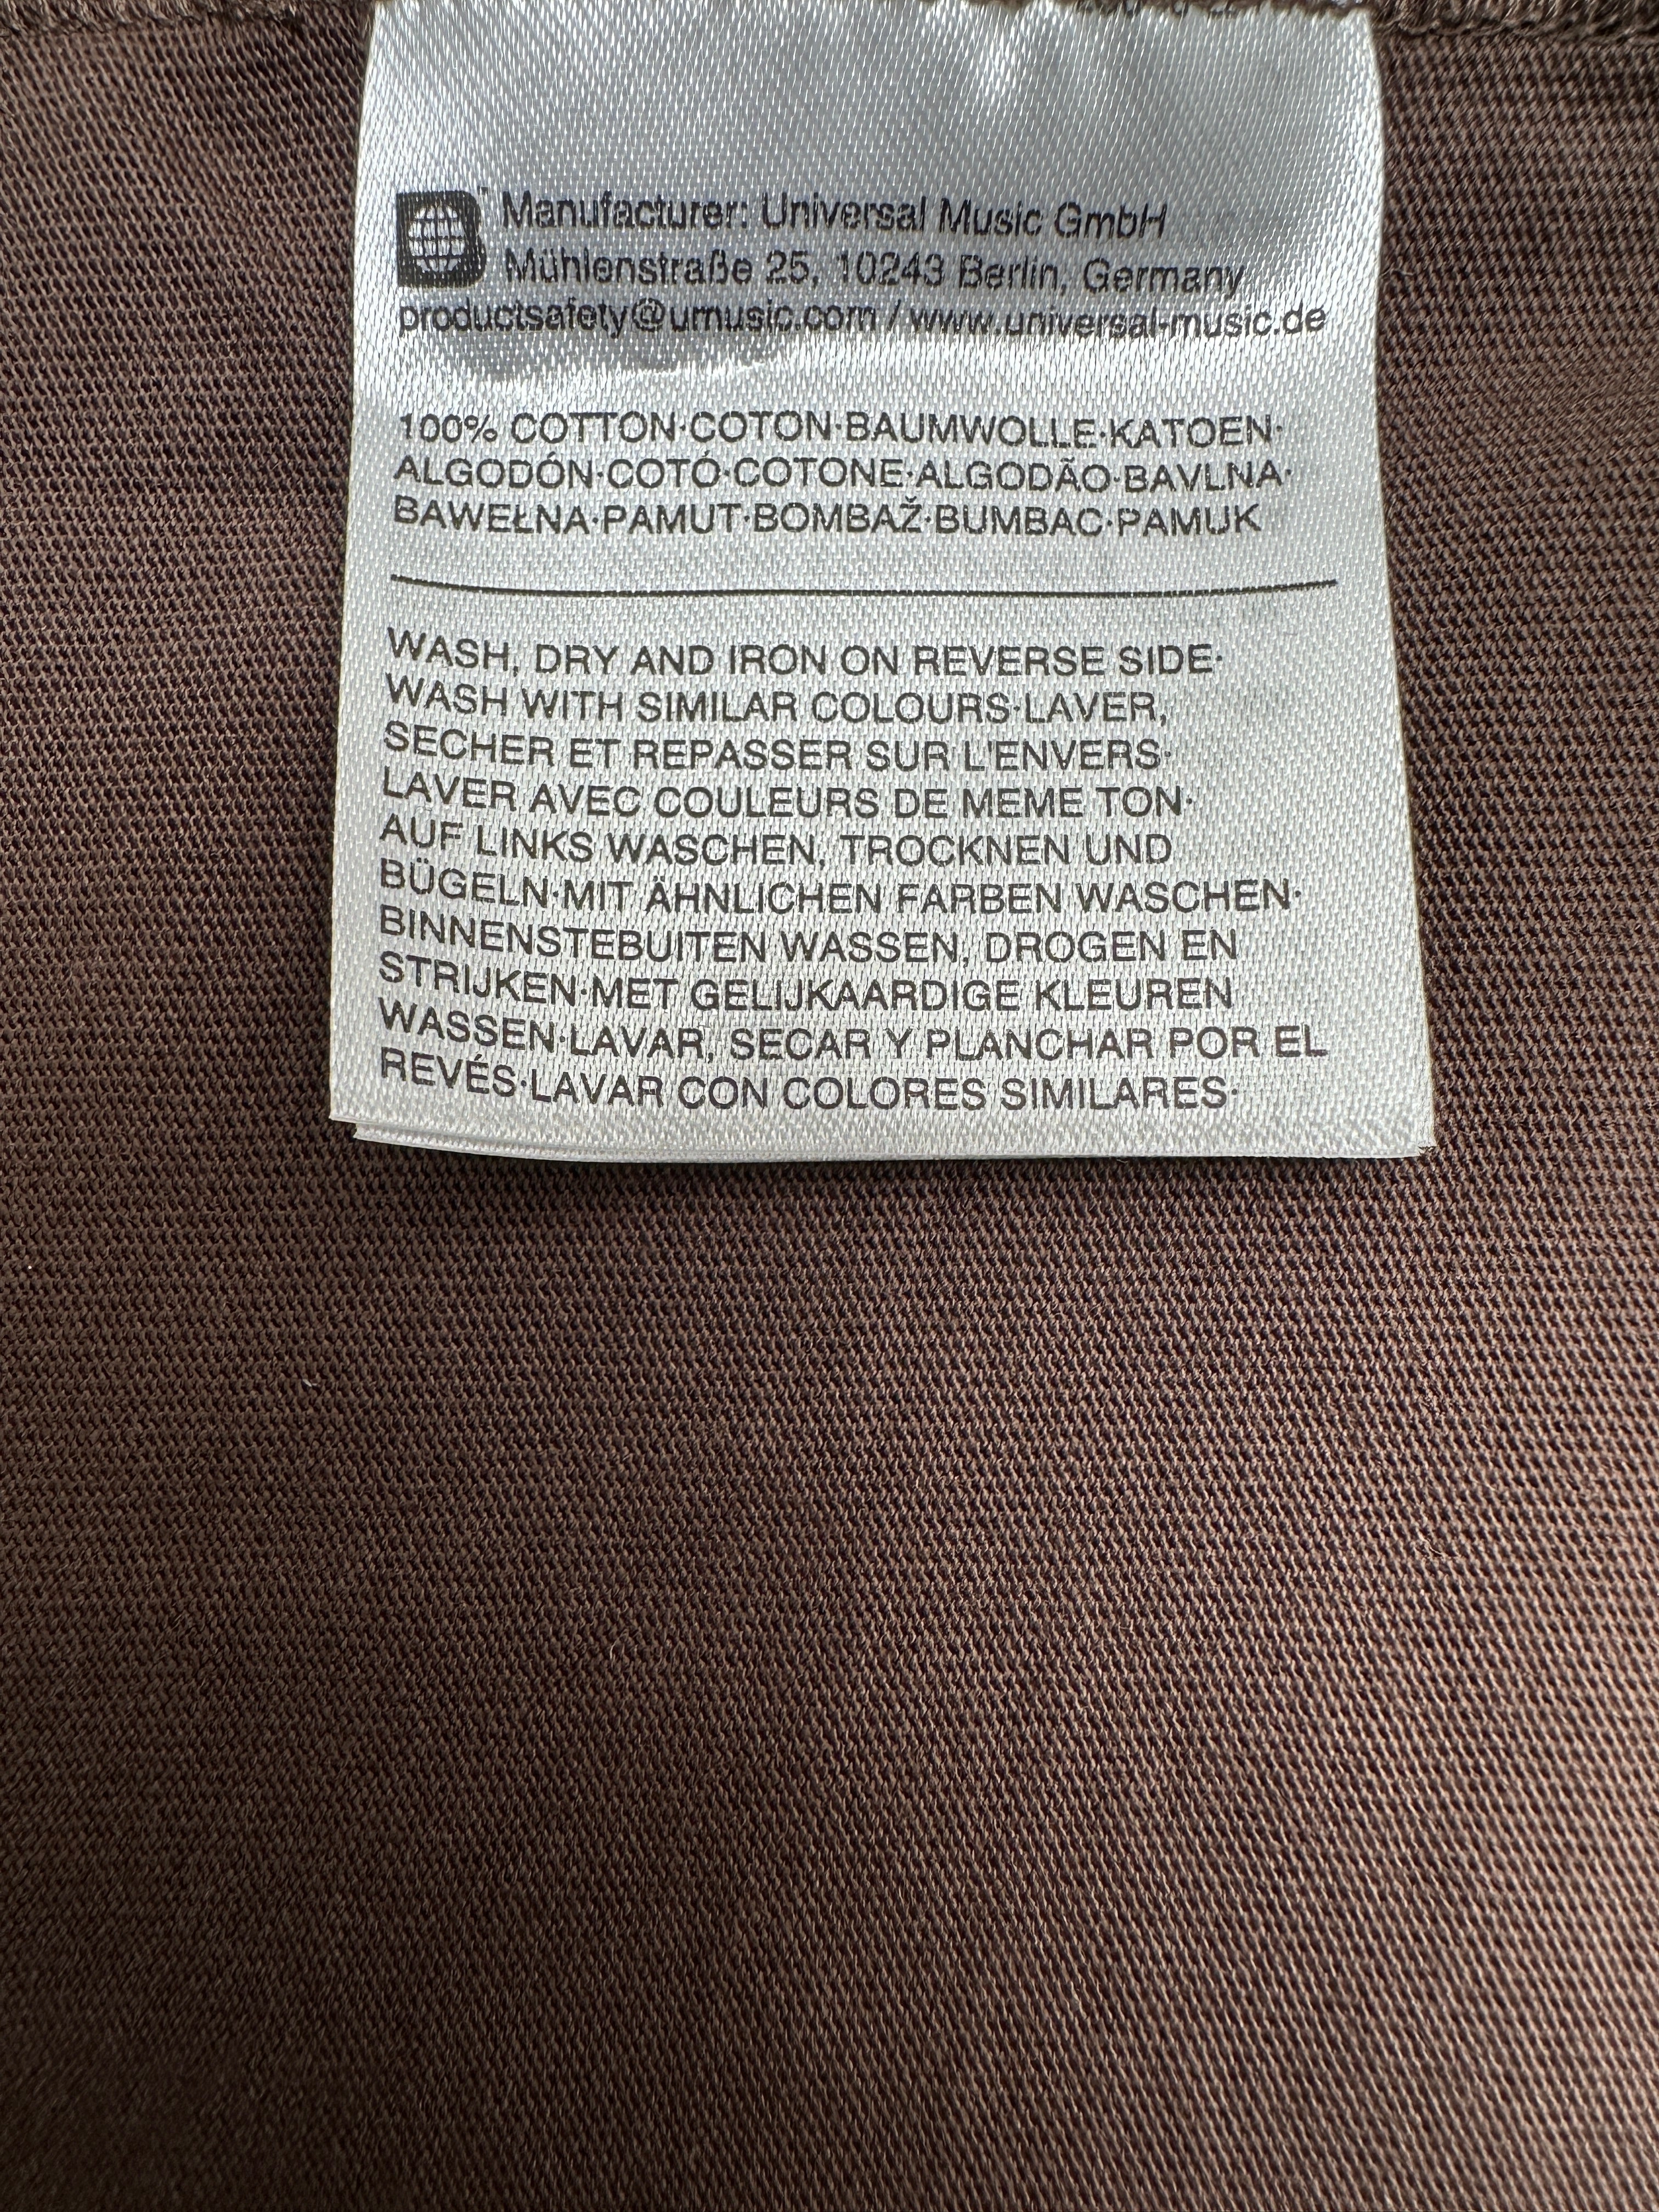 Manufacturer: Universal Music GmbH
Mühlenstraße 25, 10243 Berlin, Germany
productsafety@umusic.com / www.universal-music.de
100% COTTON·COTON·BAUMWOLLE·KATOEN·
ALGODÓN·COTÓ·COTONE·ALGODÃO·BAVLNA·
BAWEŁNA·PAMUT·BOMBAŽ·BUMBAC·PAMUK
WASH, DRY AND IRON ON REVERSE SIDE·
WASH WITH SIMILAR COLOURS·LAVER,
SECHER ET REPASSER SUR L'ENVERS·
LAVER AVEC COULEURS DE MEME TON·
AUF LINKS WASCHEN, TROCKNEN UND
BÜGELN·MIT ÄHNLICHEN FARBEN WASCHEN·
BINNENSTEBUITEN WASSEN, DROGEN EN
STRIJKEN·MET GELIJKAARDIGE KLEUREN
WASSEN·LAVAR, SECAR Y PLANCHAR POR EL
REVÉS·LAVAR CON COLORES SIMILARES·